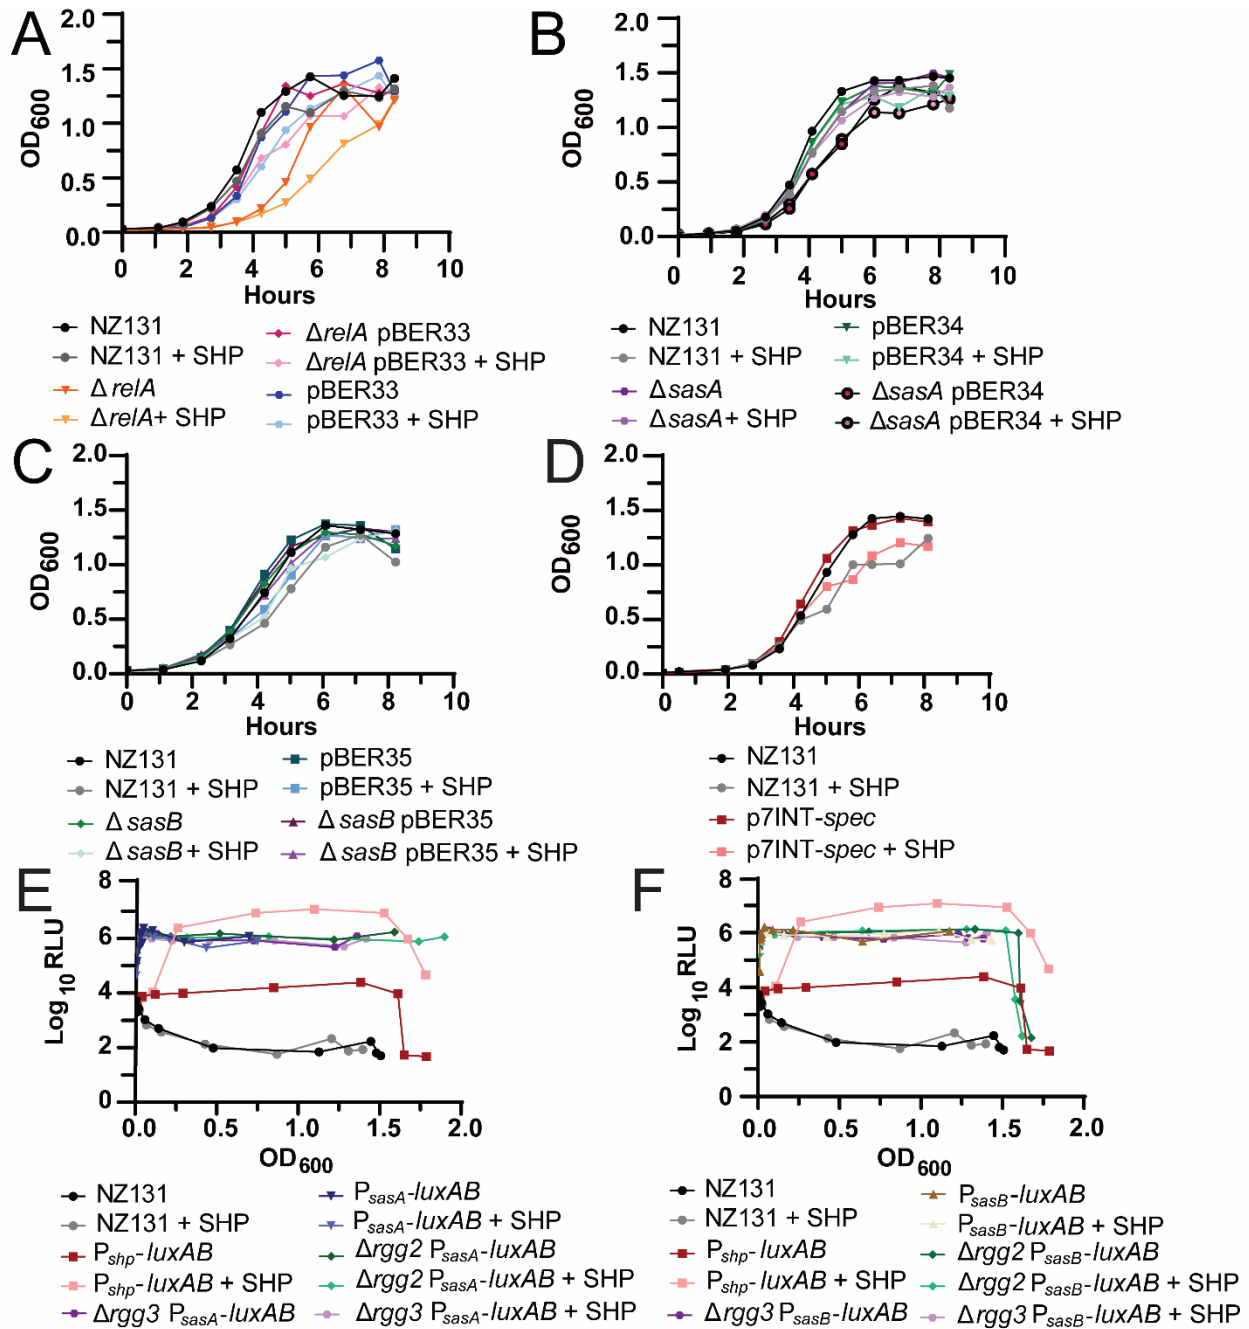 A
2.0
1.5
1.0
0.5
0.0
OD600
0 2 4 6 8 10
Hours
NZ131
NZ131 + SHP
ΔrelA
ΔrelA+ SHP
ΔrelA pBER33
ΔrelA pBER33 + SHP
pBER33
pBER33 + SHP
B
2.0
1.5
1.0
0.5
0.0
OD600
0 2 4 6 8 10
Hours
NZ131
NZ131 + SHP
ΔsasA
ΔsasA+ SHP
pBER34
pBER34 + SHP
ΔsasA pBER34
ΔsasA pBER34 + SHP
C
2.0
1.5
1.0
0.5
0.0
OD600
0 2 4 6 8 10
Hours
NZ131
NZ131 + SHP
ΔsasB
ΔsasB + SHP
pBER35
pBER35 + SHP
ΔsasB pBER35
ΔsasB pBER35 + SHP
D
2.0
1.5
1.0
0.5
0.0
OD600
0 2 4 6 8 10
Hours
NZ131
NZ131 + SHP
p7INT-spec
p7INT-spec + SHP
E
8
6
4
2
0
Log10RLU
0.0 0.5 1.0 1.5 2.0
OD600
NZ131
NZ131 + SHP
Pshp-luxAB
Pshp-luxAB + SHP
Δrgg3 PsasA-luxAB
PsasA-luxAB
PsasA-luxAB + SHP
Δrgg2 PsasA-luxAB
Δrgg2 PsasA-luxAB + SHP
Δrgg3 PsasA-luxAB + SHP
F
8
6
4
2
0
Log10RLU
0.0 0.5 1.0 1.5 2.0
OD600
NZ131
NZ131 + SHP
Pshp-luxAB
Pshp-luxAB + SHP
Δrgg3 PsasB-luxAB
PsasB-luxAB
PsasB-luxAB + SHP
Δrgg2 PsasB-luxAB
Δrgg2 PsasB-luxAB + SHP
Δrgg3 PsasB-luxAB + SHP